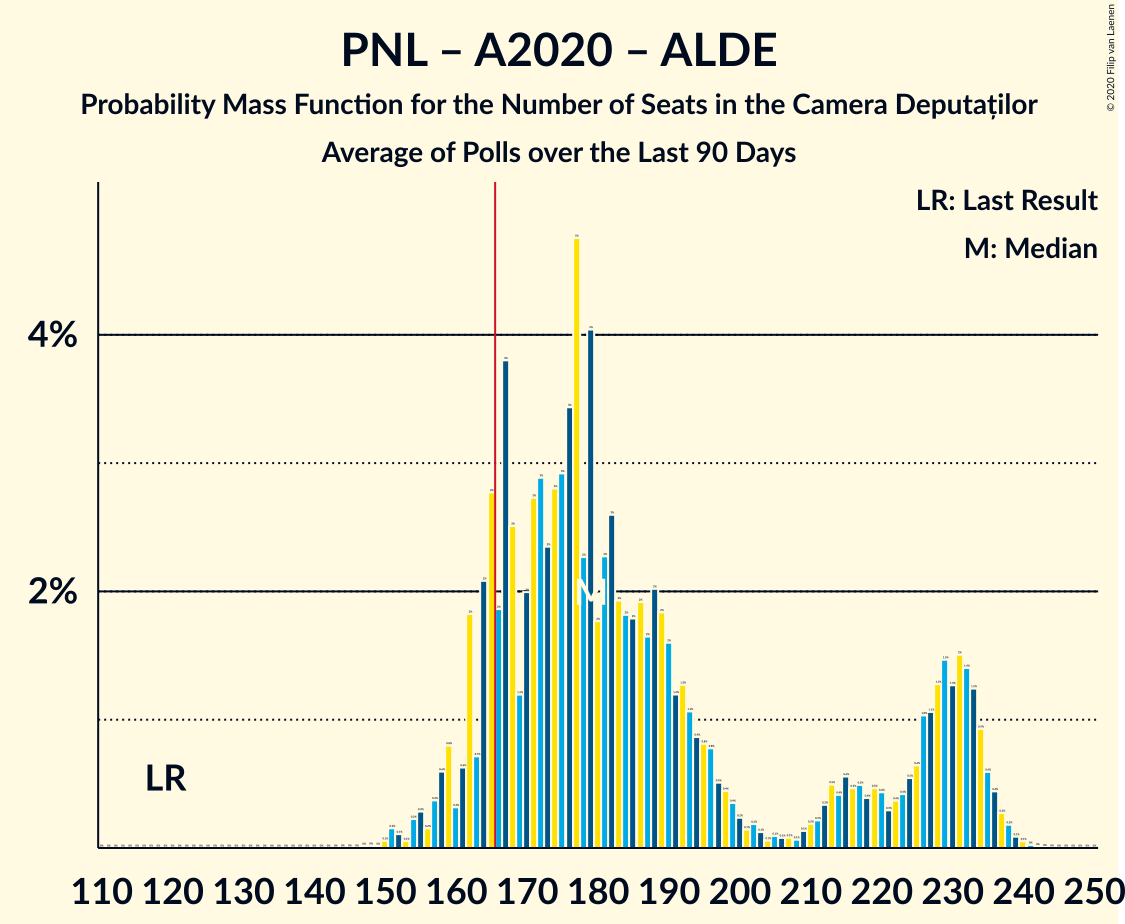 PNL – A2020 – ALDE
Probability Mass Function for the Number of Seats in the Camera Deputaților
Average of Polls over the Last 90 Days
© 2020 Filip van Laenen
LR: Last Result
M: Median
4%
2%
M
LR
110 120 130 140 150 160 170 180 190 200 210 220 230 240 250